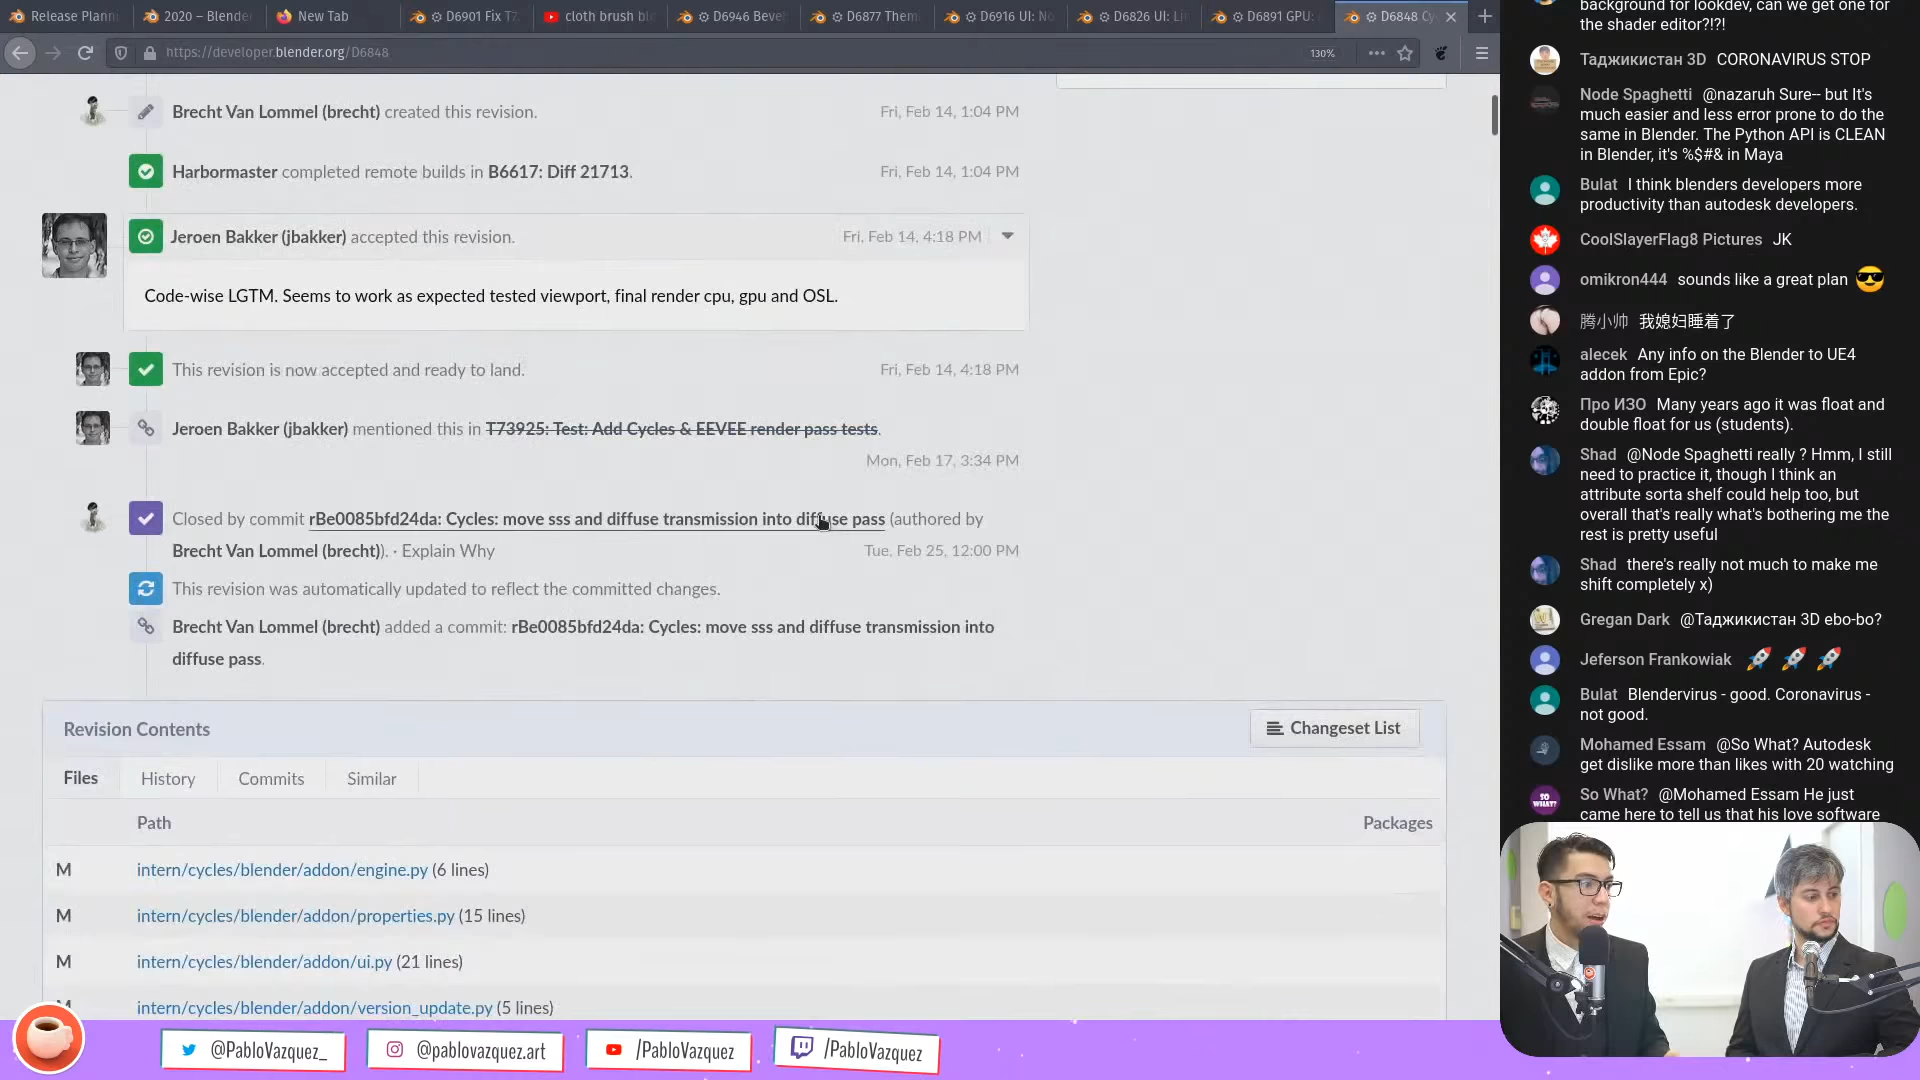 Release Planni
2020 – Blende
New Tab
D6901 Fix T7
cloth brush ble
D6946 Beve
D6877 Them
D6916 UI: No
D6826 UI: Li
D6891 GPU:
D6848 Cy
https://developer.blender.org/D6848
130%
Brecht Van Lommel (brecht) created this revision.
Fri, Feb 14, 1:04 PM
Harbormaster completed remote builds in B6617: Diff 21713.
Fri, Feb 14, 1:04 PM
Jeroen Bakker (jbakker) accepted this revision.
Fri, Feb 14, 4:18 PM
Code-wise LGTM. Seems to work as expected tested viewport, final render cpu, gpu and OSL.
This revision is now accepted and ready to land.
Fri, Feb 14, 4:18 PM
Jeroen Bakker (jbakker) mentioned this in T73925: Test: Add Cycles & EEVEE render pass tests.
Mon, Feb 17, 3:34 PM
Closed by commit rBe0085bfd24da: Cycles: move sss and diffuse transmission into diffuse pass (authored by
Brecht Van Lommel (brecht)). · Explain Why
Tue, Feb 25, 12:00 PM
This revision was automatically updated to reflect the committed changes.
Brecht Van Lommel (brecht) added a commit: rBe0085bfd24da: Cycles: move sss and diffuse transmission into
diffuse pass.
Revision Contents
Changeset List
Files
History
Commits
Similar
Path
Packages
M intern/cycles/blender/addon/engine.py (6 lines)
M intern/cycles/blender/addon/properties.py (15 lines)
M intern/cycles/blender/addon/ui.py (21 lines)
M intern/cycles/blender/addon/version_update.py (5 lines)
background for lookdev, can we get one for
the shader editor?!?!
Таджикистан 3D CORONAVIRUS STOP
Node Spaghetti @nazaruh Sure-- but It's
much easier and less error prone to do the
same in Blender. The Python API is CLEAN
in Blender, it's %$#& in Maya
Bulat I think blenders developers more
productivity than autodesk developers.
CoolSlayerFlag8 Pictures JK
omikron444 sounds like a great plan 😎
腾小帅 我媳妇睡着了
alecek Any info on the Blender to UE4
addon from Epic?
Про ИЗО Many years ago it was float and
double float for us (students).
Shad @Node Spaghetti really ? Hmm, I still
need to practice it, though I think an
attribute sorta shelf could help too, but
overall that's really what's bothering me the
rest is pretty useful
Shad there's really not much to make me
shift completely x)
Gregan Dark @Таджикистан 3D ebo-bo?
Jeferson Frankowiak 🚀 🚀 🚀
Bulat Blendervirus - good. Coronavirus -
not good.
Mohamed Essam @So What? Autodesk
get dislike more than likes with 20 watching
SO WHAT?
So What? @Mohamed Essam He just
came here to tell us that his love software
@PabloVazquez_
@pablovazquez.art
/PabloVazquez
/PabloVazquez